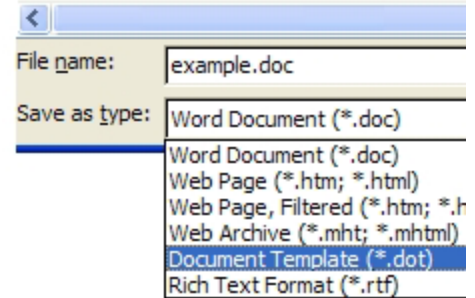 File name:
example.doc
Save as type:
Word Document (*.doc)
Word Document (*.doc)
Web Page (*.htm; *.html)
Web Page, Filtered (*.htm; *.h
Web Archive (*.mht; *.mhtml)
Document Template (*.dot)
Rich Text Format (*.rtf)